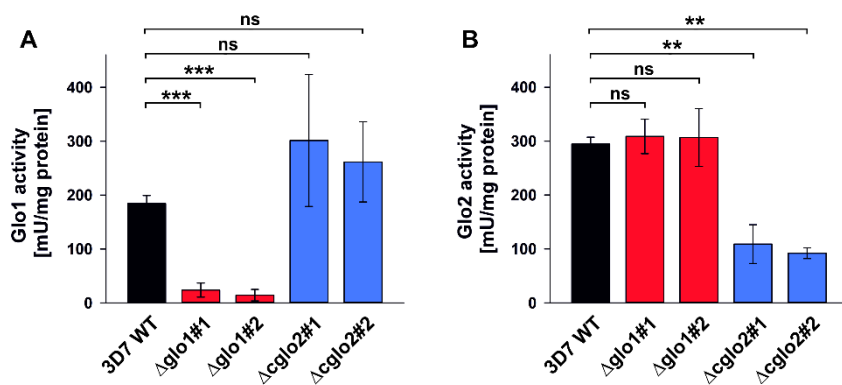 A
ns
ns
***
***
Glo1 activity
[mU/mg protein]
400
300
200
100
0
3D7 WT
Δglo1#1
Δglo1#2
Δcglo2#1
Δcglo2#2
B
**
**
ns
ns
Glo2 activity
[mU/mg protein]
400
300
200
100
0
3D7 WT
Δglo1#1
Δglo1#2
Δcglo2#1
Δcglo2#2